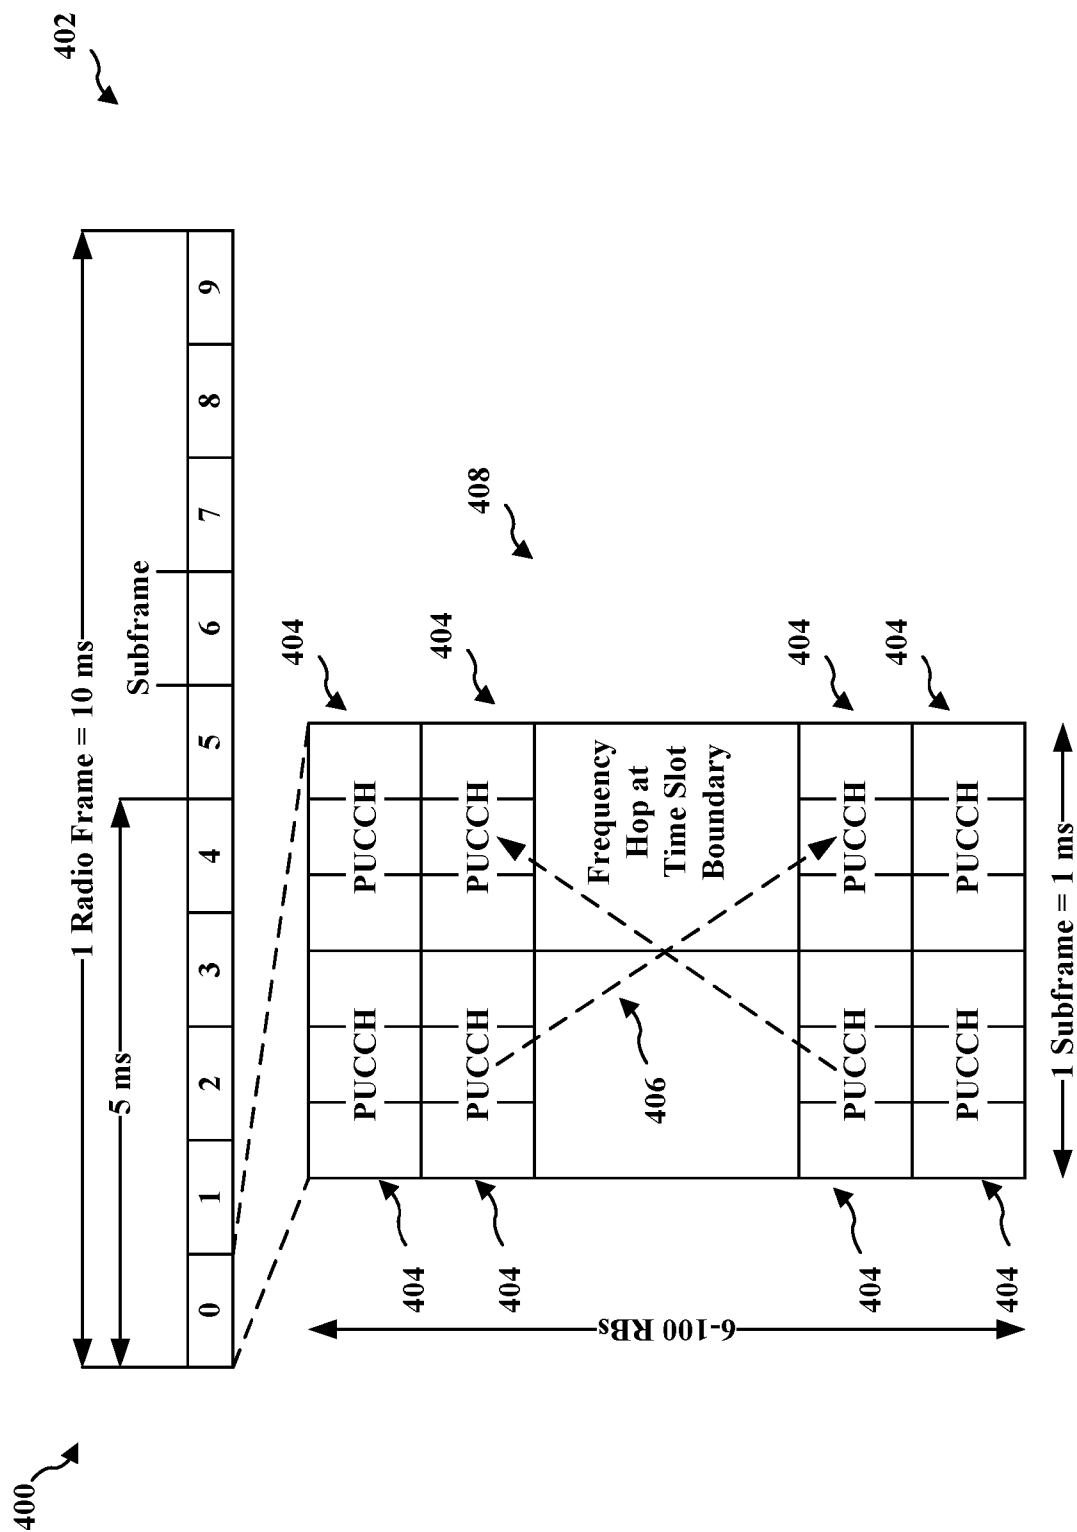 400
402
1 Radio Frame = 10 ms
5 ms
Subframe
0
1
2
3
4
5
6
7
8
9
404
404
404
404
404
404
404
404
408
PUCCH
PUCCH
PUCCH
PUCCH
PUCCH
PUCCH
PUCCH
PUCCH
Frequency
Hop at
Time Slot
Boundary
406
6-100 RBs
1 Subframe = 1 ms